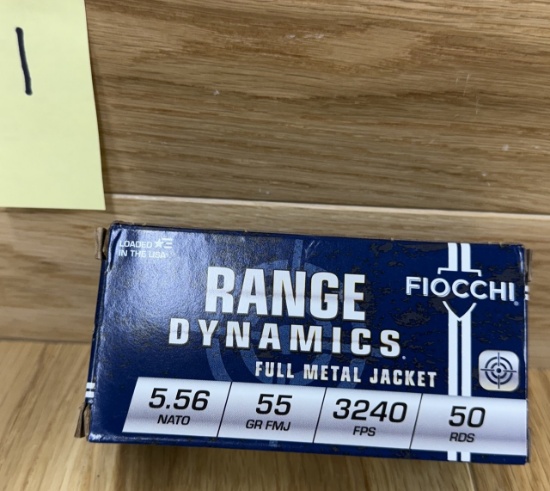 1
LOADED
IN THE USA
RANGE
DYNAMICS
FULL METAL JACKET
FIOCCHI
5.56
NATO
55
GR FMJ
3240
FPS
50
RDS